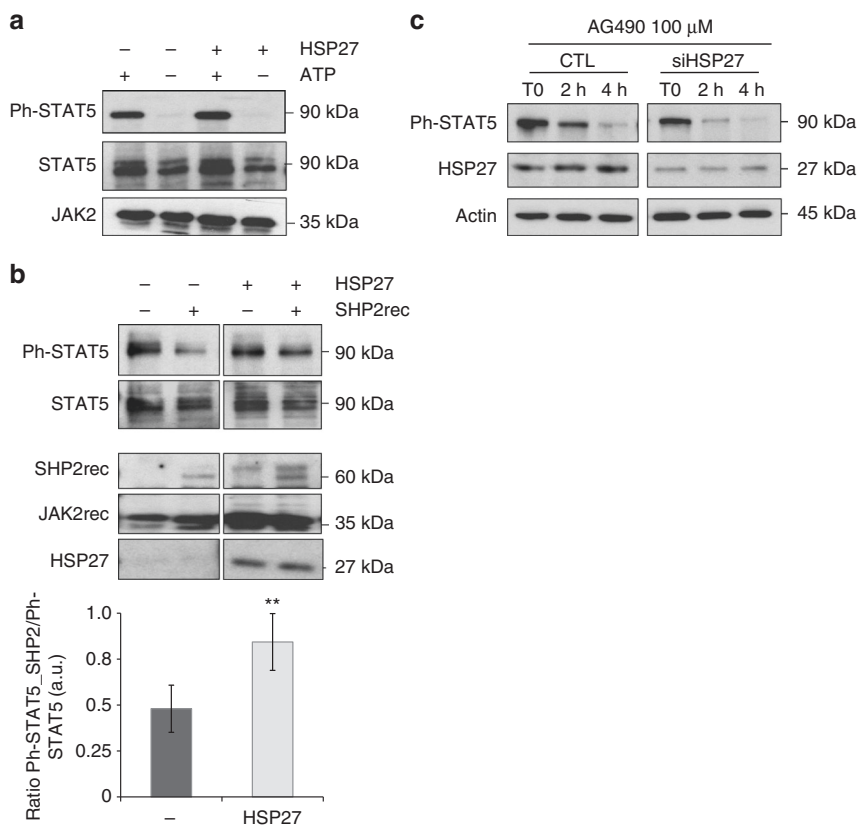 a
– – + + HSP27
+ – + – ATP
Ph-STAT5 90 kDa
STAT5 90 kDa
JAK2 35 kDa
b
– – + + HSP27
– + – + SHP2rec
Ph-STAT5 90 kDa
STAT5 90 kDa
SHP2rec 60 kDa
JAK2rec 35 kDa
HSP27 27 kDa
Ratio Ph-STAT5_SHP2/Ph-
STAT5 (a.u.)
1.0
0.8
0.5
0.25
0
**
– HSP27
c
AG490 100 µM
CTL siHSP27
T0 2 h 4 h T0 2 h 4 h
Ph-STAT5 90 kDa
HSP27 27 kDa
Actin 45 kDa